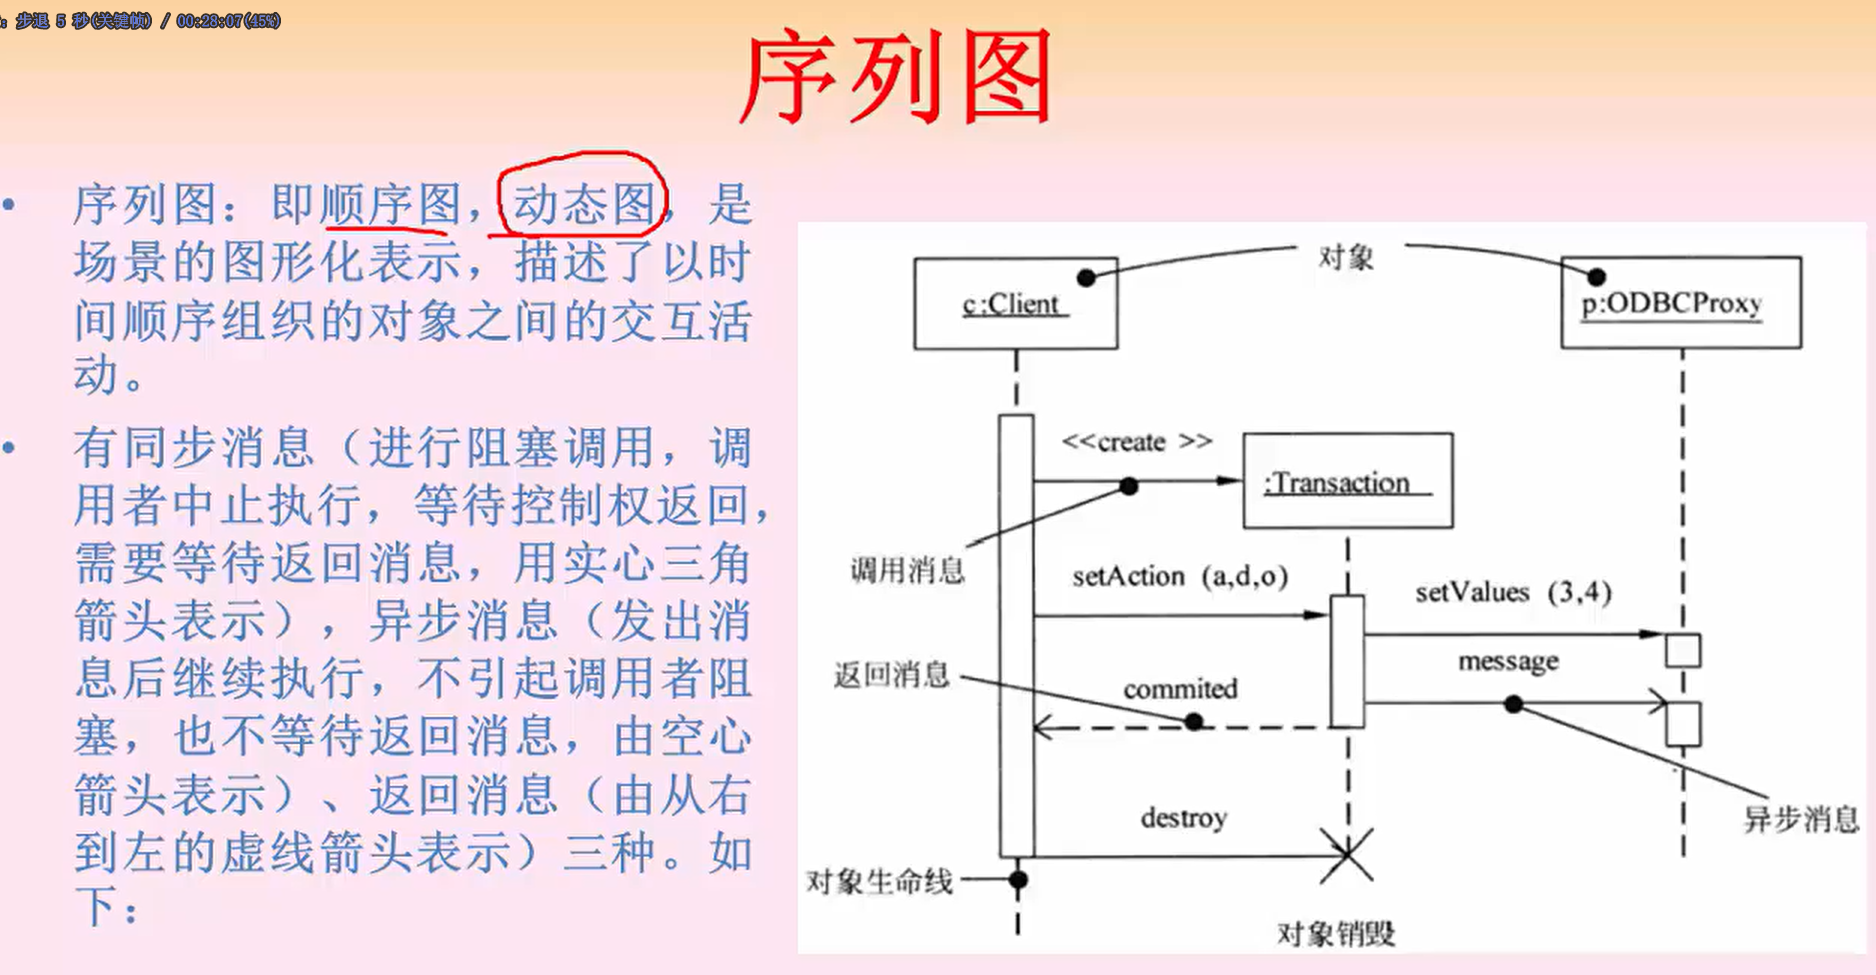 ：步退 5 秒(关键帧) / 00:28:07(45%)
序列图
• 序列图：即顺序图，动态图，是
场景的图形化表示，描述了以时
间顺序组织的对象之间的交互活
动。
• 有同步消息（进行阻塞调用，调
用者中止执行，等待控制权返回，
需要等待返回消息，用实心三角
箭头表示），异步消息（发出消
息后继续执行，不引起调用者阻
塞，也不等待返回消息，由空心
箭头表示）、返回消息（由从右
到左的虚线箭头表示）三种。如
下：
对象
c:Client
p:ODBCProxy
<<create >>
:Transaction
调用消息
setAction (a,d,o)
setValues (3,4)
返回消息
commited
message
destroy
异步消息
对象生命线
对象销毁